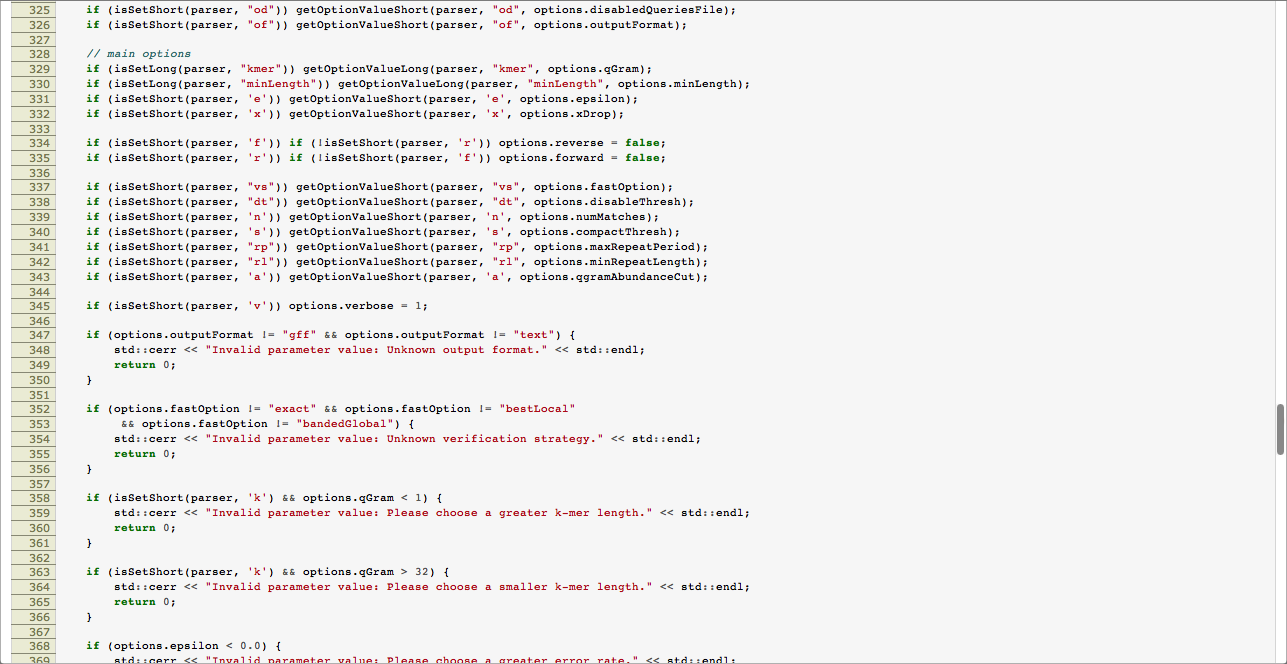 325 if (isSetShort(parser, "od")) getOptionValueShort(parser, "od", options.disabledQueriesFile);
326 if (isSetShort(parser, "of")) getOptionValueShort(parser, "of", options.outputFormat);
327
328 // main options
329 if (isSetLong(parser, "kmer")) getOptionValueLong(parser, "kmer", options.qGram);
330 if (isSetLong(parser, "minLength")) getOptionValueLong(parser, "minLength", options.minLength);
331 if (isSetShort(parser, 'e')) getOptionValueShort(parser, 'e', options.epsilon);
332 if (isSetShort(parser, 'x')) getOptionValueShort(parser, 'x', options.xDrop);
333
334 if (isSetShort(parser, 'f')) if (!isSetShort(parser, 'r')) options.reverse = false;
335 if (isSetShort(parser, 'r')) if (!isSetShort(parser, 'f')) options.forward = false;
336
337 if (isSetShort(parser, "vs")) getOptionValueShort(parser, "vs", options.fastOption);
338 if (isSetShort(parser, "dt")) getOptionValueShort(parser, "dt", options.disableThresh);
339 if (isSetShort(parser, 'n')) getOptionValueShort(parser, 'n', options.numMatches);
340 if (isSetShort(parser, 's')) getOptionValueShort(parser, 's', options.compactThresh);
341 if (isSetShort(parser, "rp")) getOptionValueShort(parser, "rp", options.maxRepeatPeriod);
342 if (isSetShort(parser, "rl")) getOptionValueShort(parser, "rl", options.minRepeatLength);
343 if (isSetShort(parser, 'a')) getOptionValueShort(parser, 'a', options.qgramAbundanceCut);
344
345 if (isSetShort(parser, 'v')) options.verbose = 1;
346
347 if (options.outputFormat != "gff" && options.outputFormat != "text") {
348 std::cerr << "Invalid parameter value: Unknown output format." << std::endl;
349 return 0;
350 }
351
352 if (options.fastOption != "exact" && options.fastOption != "bestLocal"
353 && options.fastOption != "bandedGlobal") {
354 std::cerr << "Invalid parameter value: Unknown verification strategy." << std::endl;
355 return 0;
356 }
357
358 if (isSetShort(parser, 'k') && options.qGram < 1) {
359 std::cerr << "Invalid parameter value: Please choose a greater k-mer length." << std::endl;
360 return 0;
361 }
362
363 if (isSetShort(parser, 'k') && options.qGram > 32) {
364 std::cerr << "Invalid parameter value: Please choose a smaller k-mer length." << std::endl;
365 return 0;
366 }
367
368 if (options.epsilon < 0.0) {
369 std::cerr << "Invalid parameter value: Please choose a greater error rate." << std::endl;